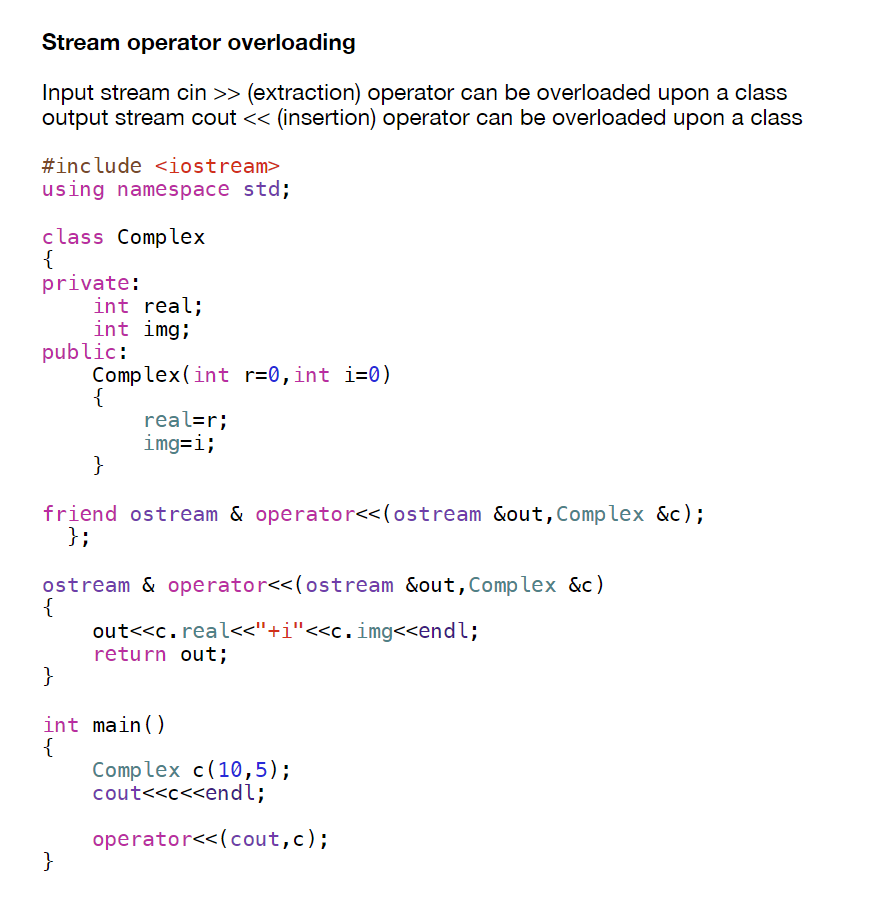 Stream operator overloading
Input stream cin >> (extraction) operator can be overloaded upon a class
output stream cout << (insertion) operator can be overloaded upon a class
#include <iostream>
using namespace std;
class Complex
{
private:
    int real;
    int img;
public:
    Complex(int r=0,int i=0)
    {
        real=r;
        img=i;
    }
friend ostream & operator<<(ostream &out,Complex &c);
  };
ostream & operator<<(ostream &out,Complex &c)
{
    out<<c.real<<"+i"<<c.img<<endl;
    return out;
}
int main()
{
    Complex c(10,5);
    cout<<c<<endl;
    operator<<(cout,c);
}